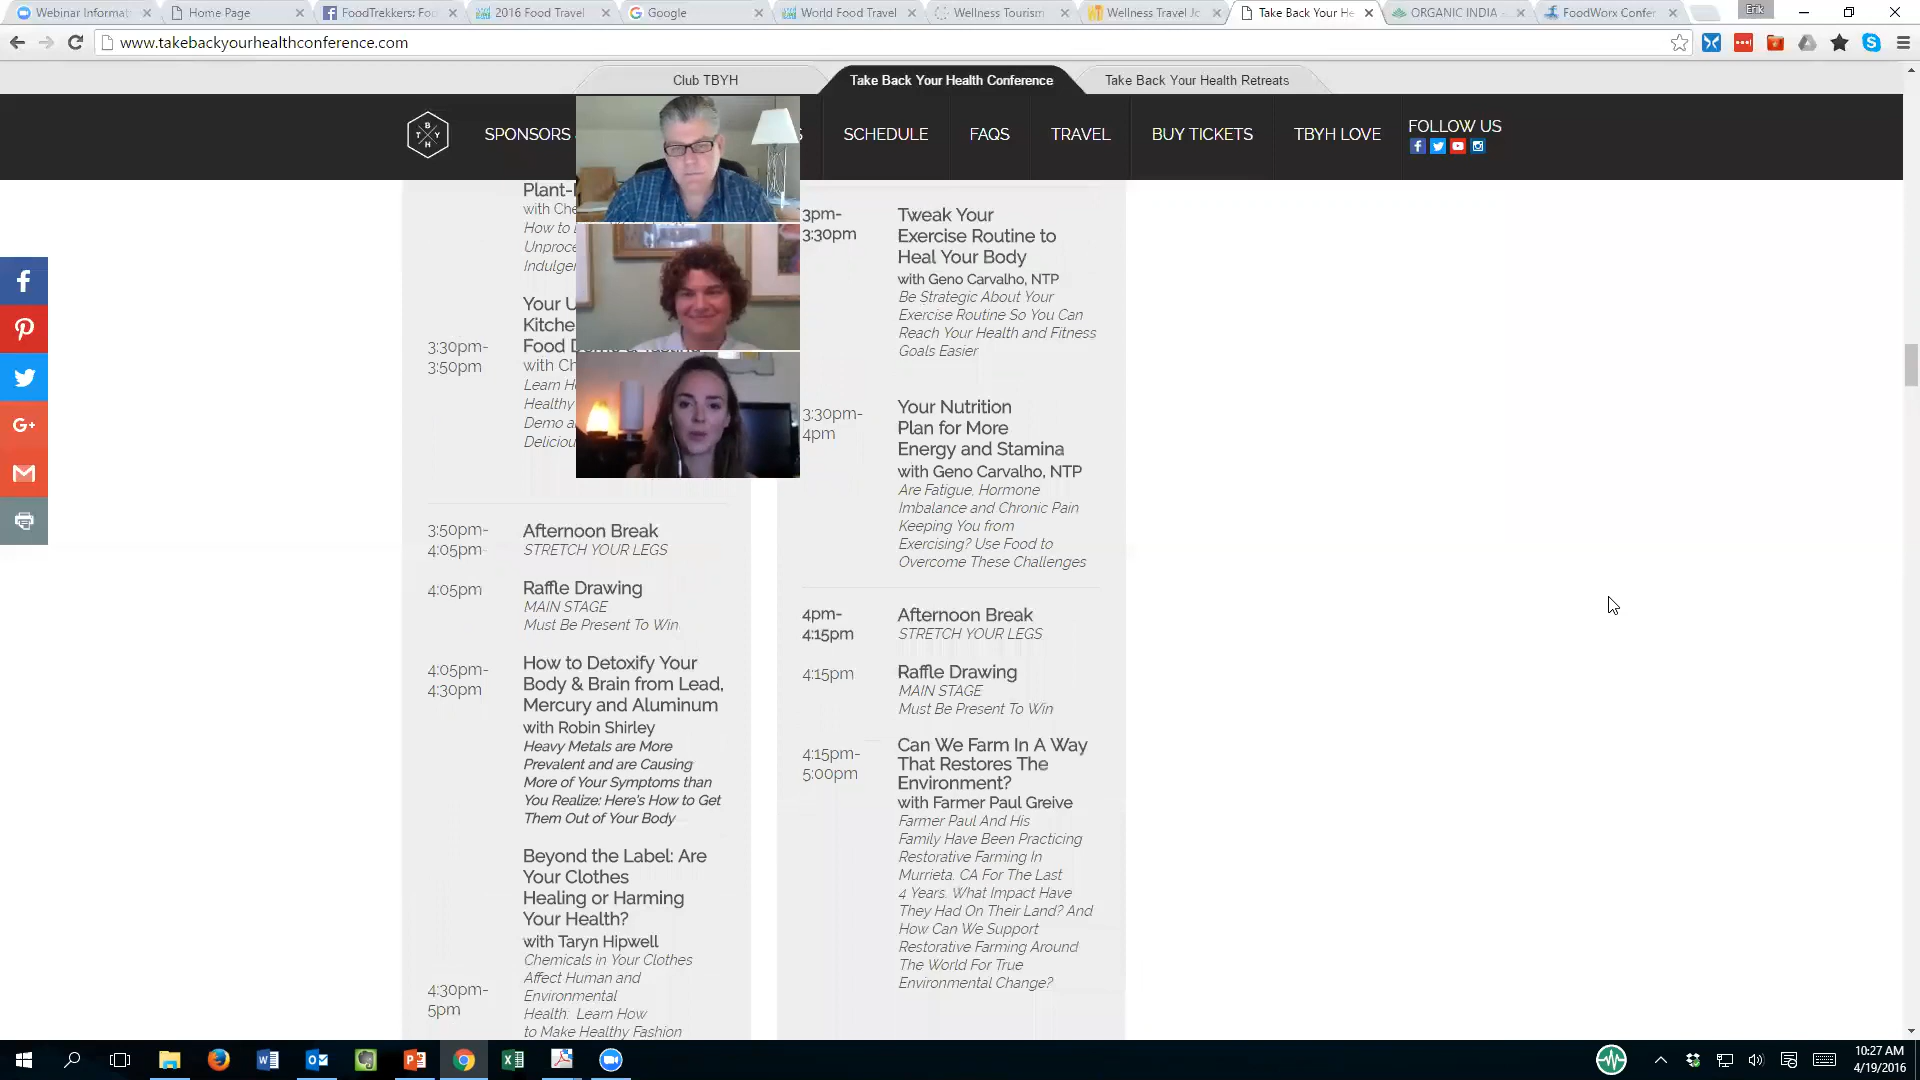 Webinar Informat
Home Page
FoodTrekkers: Foo
2016 Food Travel
Google
World Food Travel
Wellness Tourism
Wellness Travel Jo
Take Back Your He
ORGANIC INDIA -
FoodWorx Confer
Erik
www.takebackyourhealthconference.com
Club TBYH
Take Back Your Health Conference
Take Back Your Health Retreats
B
T Y
H
SPONSORS
S
SCHEDULE
FAQS
TRAVEL
BUY TICKETS
TBYH LOVE
FOLLOW US
Plant-
with Che
How to
Unproce
Indulger
3:30pm-
3:50pm
Your U
Kitche
Food D
with Ch
Learn H
Healthy
Demo a
Deliciou
3:50pm-
4:05pm
Afternoon Break
STRETCH YOUR LEGS
4:05pm
Raffle Drawing
MAIN STAGE
Must Be Present To Win
4:05pm-
4:30pm
How to Detoxify Your
Body & Brain from Lead,
Mercury and Aluminum
with Robin Shirley
Heavy Metals are More
Prevalent and are Causing
More of Your Symptoms than
You Realize: Here's How to Get
Them Out of Your Body
4:30pm-
5pm
Beyond the Label: Are
Your Clothes
Healing or Harming
Your Health?
with Taryn Hipwell
Chemicals in Your Clothes
Affect Human and
Environmental
Health: Learn How
to Make Healthy Fashion
3pm-
3:30pm
Tweak Your
Exercise Routine to
Heal Your Body
with Geno Carvalho, NTP
Be Strategic About Your
Exercise Routine So You Can
Reach Your Health and Fitness
Goals Easier
3:30pm-
4pm
Your Nutrition
Plan for More
Energy and Stamina
with Geno Carvalho, NTP
Are Fatigue, Hormone
Imbalance and Chronic Pain
Keeping You from
Exercising? Use Food to
Overcome These Challenges
4pm-
4:15pm
Afternoon Break
STRETCH YOUR LEGS
4:15pm
Raffle Drawing
MAIN STAGE
Must Be Present To Win
4:15pm-
5:00pm
Can We Farm In A Way
That Restores The
Environment?
with Farmer Paul Greive
Farmer Paul And His
Family Have Been Practicing
Restorative Farming In
Murrieta, CA For The Last
4 Years. What Impact Have
They Had On Their Land? And
How Can We Support
Restorative Farming Around
The World For True
Environmental Change?
10:27 AM
4/19/2016